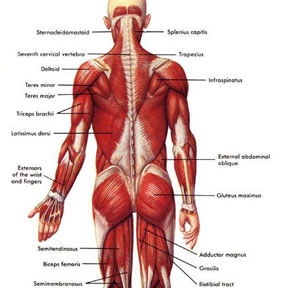 Sternocleidomastoid
Splenius capitis
Seventh cervical vertebra
Trapezius
Deltoid
Infraspinatus
Teres minor
Teres major
Triceps brachii
Latissimus dorsi
External abdominal
oblique
Extensors
of the wrist
and fingers
Gluteus maximus
Semitendinosus
Adductor magnus
Biceps femoris
Gracilis
Semimembranosus
Iliotibial tract